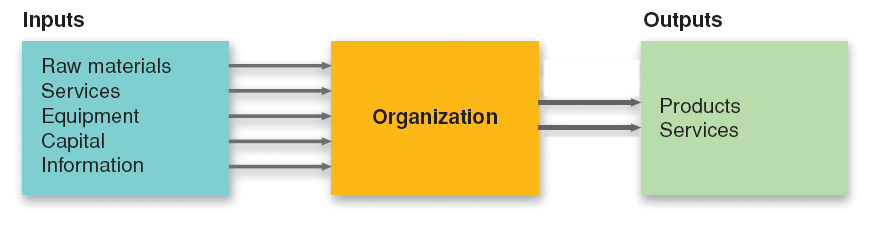 Inputs
Outputs
Raw materials
Services
Equipment
Capital
Information
Organization
Products
Services